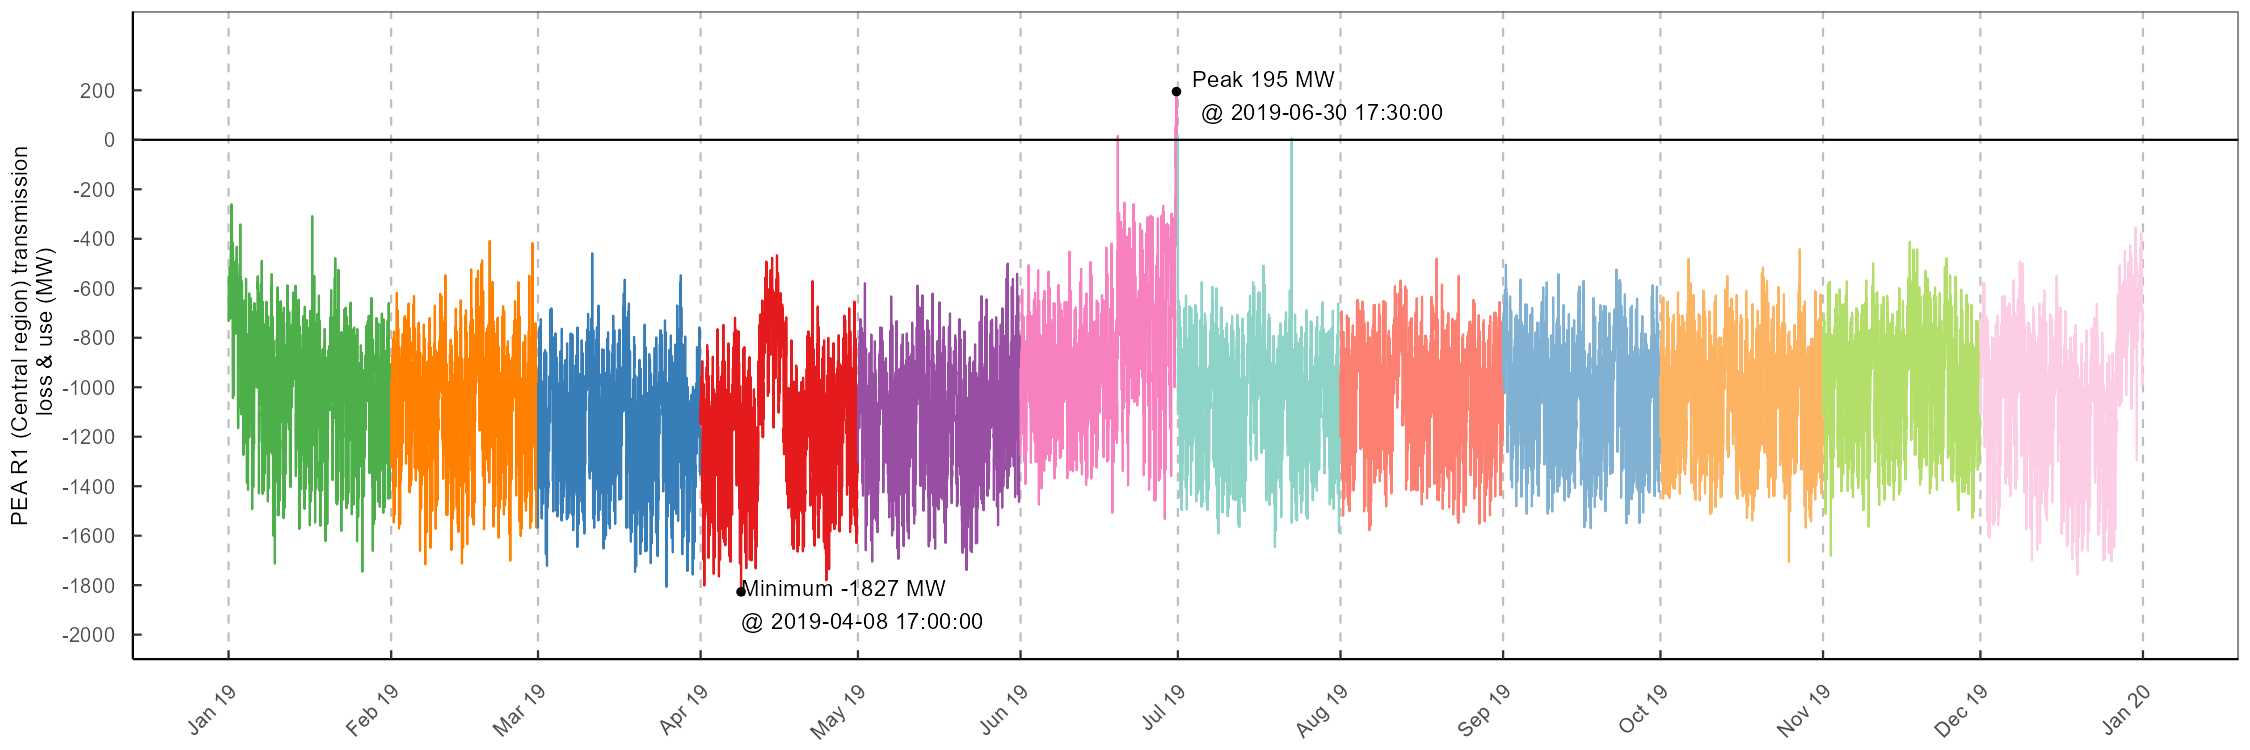 PEA R1 (Central region) transmission
loss & use (MW)
200
0
-200
-400
-600
-800
-1000
-1200
-1400
-1600
-1800
-2000
Peak 195 MW
@ 2019-06-30 17:30:00
Minimum -1827 MW
@ 2019-04-08 17:00:00
Jan 19
Feb 19
Mar 19
Apr 19
May 19
Jun 19
Jul 19
Aug 19
Sep 19
Oct 19
Nov 19
Dec 19
Jan 20